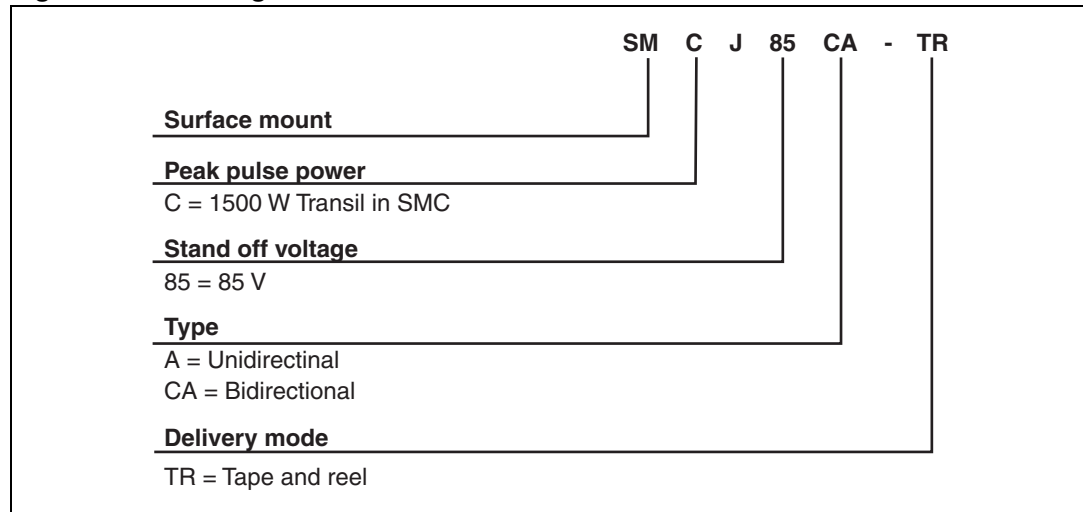 SM C J 85 CA - TR
Surface mount
Peak pulse power
C = 1500 W Transil in SMC
Stand off voltage
85 = 85 V
Type
A = Unidirectinal
CA = Bidirectional
Delivery mode
TR = Tape and reel